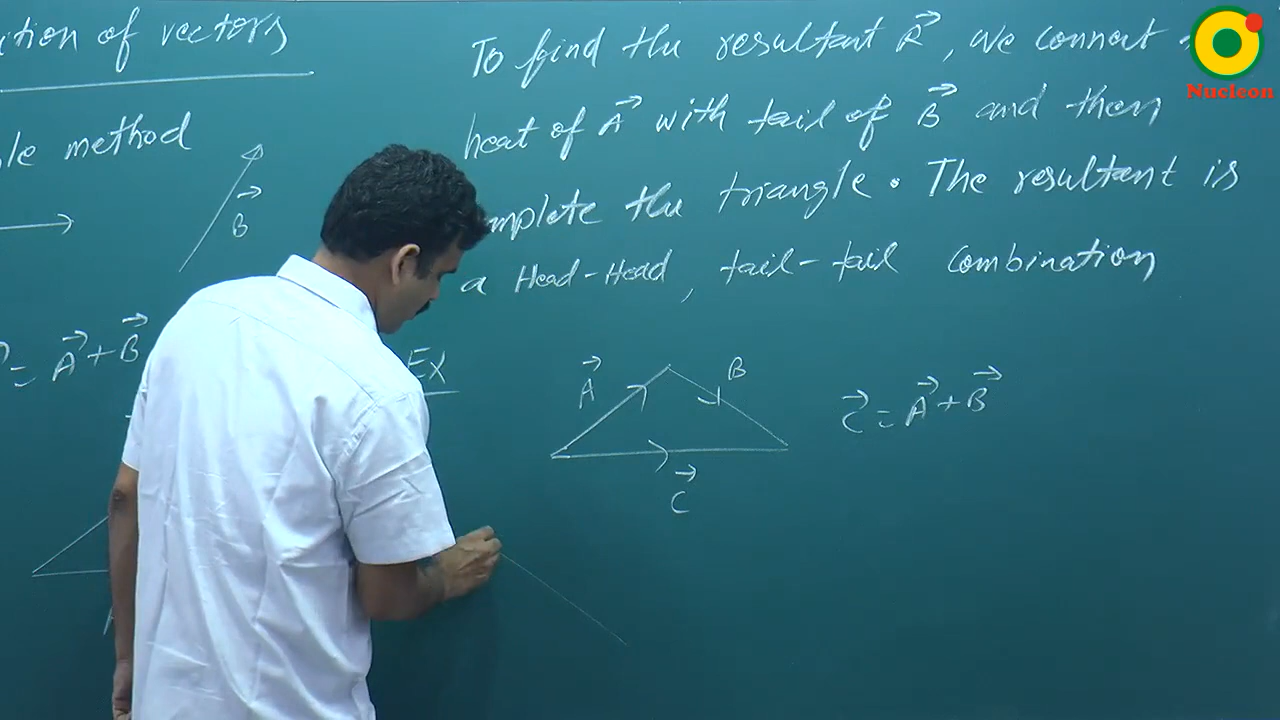 ition of vectors
le method
B
= A + B
To find the resultant R, we connect
heat of A with tail of B and then
mplete the triangle. The resultant is
a Head-Head, tail-tail combination
EX
A
B
C
C = A + B
Nucleon